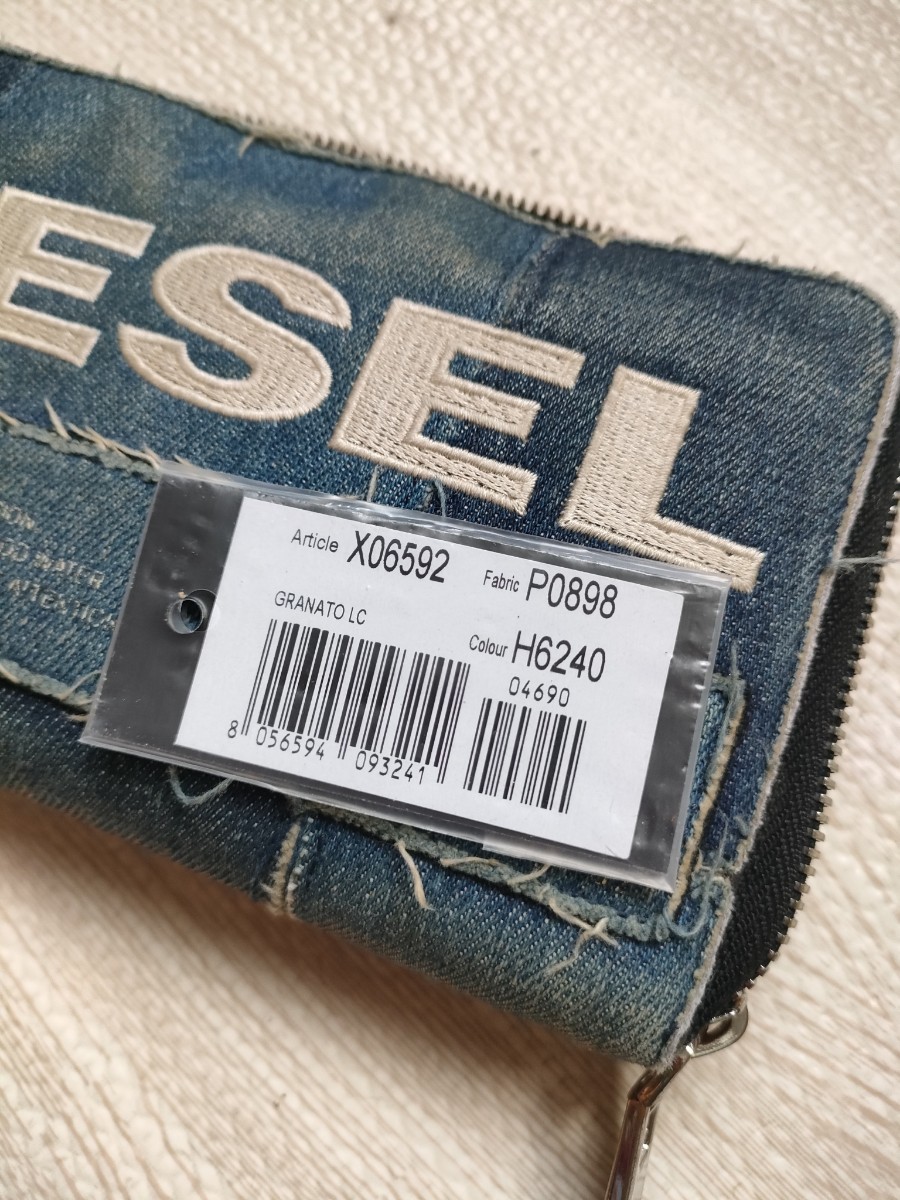 ESEL
Article X06592
Fabric P0898
GRANATO LC
Colour H6240
04690
8 056594 093241